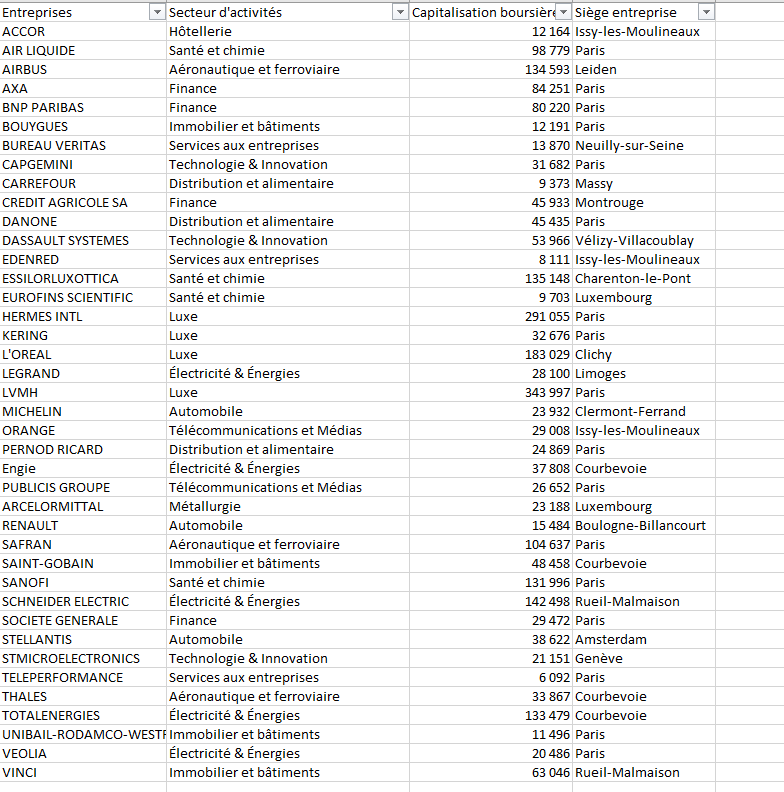 Entreprises Secteur d'activités Capitalisation boursière Siège entreprise
ACCOR Hôtellerie 12 164 Issy-les-Moulineaux
AIR LIQUIDE Santé et chimie 98 779 Paris
AIRBUS Aéronautique et ferroviaire 134 593 Leiden
AXA Finance 84 251 Paris
BNP PARIBAS Finance 80 220 Paris
BOUYGUES Immobilier et bâtiments 12 191 Paris
BUREAU VERITAS Services aux entreprises 13 870 Neuilly-sur-Seine
CAPGEMINI Technologie & Innovation 31 682 Paris
CARREFOUR Distribution et alimentaire 9 373 Massy
CREDIT AGRICOLE SA Finance 45 933 Montrouge
DANONE Distribution et alimentaire 45 435 Paris
DASSAULT SYSTEMES Technologie & Innovation 53 966 Vélizy-Villacoublay
EDENRED Services aux entreprises 8 111 Issy-les-Moulineaux
ESSILORLUXOTTICA Santé et chimie 135 148 Charenton-le-Pont
EUROFINS SCIENTIFIC Santé et chimie 9 703 Luxembourg
HERMES INTL Luxe 291 055 Paris
KERING Luxe 32 676 Paris
L'OREAL Luxe 183 029 Clichy
LEGRAND Électricité & Énergies 28 100 Limoges
LVMH Luxe 343 997 Paris
MICHELIN Automobile 23 932 Clermont-Ferrand
ORANGE Télécommunications et Médias 29 008 Issy-les-Moulineaux
PERNOD RICARD Distribution et alimentaire 24 869 Paris
Engie Électricité & Énergies 37 808 Courbevoie
PUBLICIS GROUPE Télécommunications et Médias 26 652 Paris
ARCELORMITTAL Métallurgie 23 188 Luxembourg
RENAULT Automobile 15 484 Boulogne-Billancourt
SAFRAN Aéronautique et ferroviaire 104 637 Paris
SAINT-GOBAIN Immobilier et bâtiments 48 458 Courbevoie
SANOFI Santé et chimie 131 996 Paris
SCHNEIDER ELECTRIC Électricité & Énergies 142 498 Rueil-Malmaison
SOCIETE GENERALE Finance 29 472 Paris
STELLANTIS Automobile 38 622 Amsterdam
STMICROELECTRONICS Technologie & Innovation 21 151 Genève
TELEPERFORMANCE Services aux entreprises 6 092 Paris
THALES Aéronautique et ferroviaire 33 867 Courbevoie
TOTALENERGIES Électricité & Énergies 133 479 Courbevoie
UNIBAIL-RODAMCO-WESTF Immobilier et bâtiments 11 496 Paris
VEOLIA Électricité & Énergies 20 486 Paris
VINCI Immobilier et bâtiments 63 046 Rueil-Malmaison